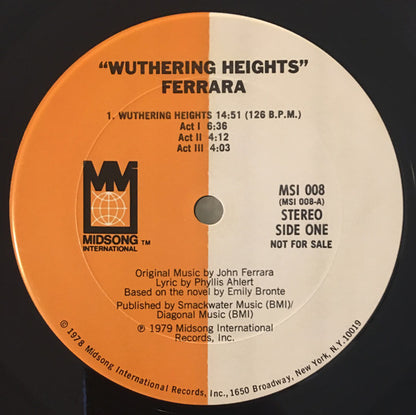 “WUTHERING HEIGHTS”
FERRARA
1. WUTHERING HEIGHTS 14:51 (126 B.P.M.)
Act I 6:36
Act II 4:12
Act III 4:03
MIDSONG TM
INTERNATIONAL
MSI 008
(MSI 008-A)
STEREO
SIDE ONE
NOT FOR SALE
Original Music by John Ferrara
Lyric by Phyllis Ahlert
Based on the novel by Emily Bronte
Published by Smackwater Music (BMI)/
Diagonal Music (BMI)
℗ 1979 Midsong International
Records, Inc.
© 1978 Midsong International Records, Inc., 1650 Broadway, New York, N.Y. 10019